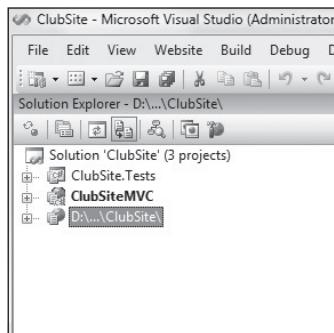 ClubSite - Microsoft Visual Studio (Administrator
File Edit View Website Build Debug D
Solution Explorer - D:\...\ClubSite\
Solution 'ClubSite' (3 projects)
ClubSite.Tests
ClubSiteMVC
D:\...\ClubSite\